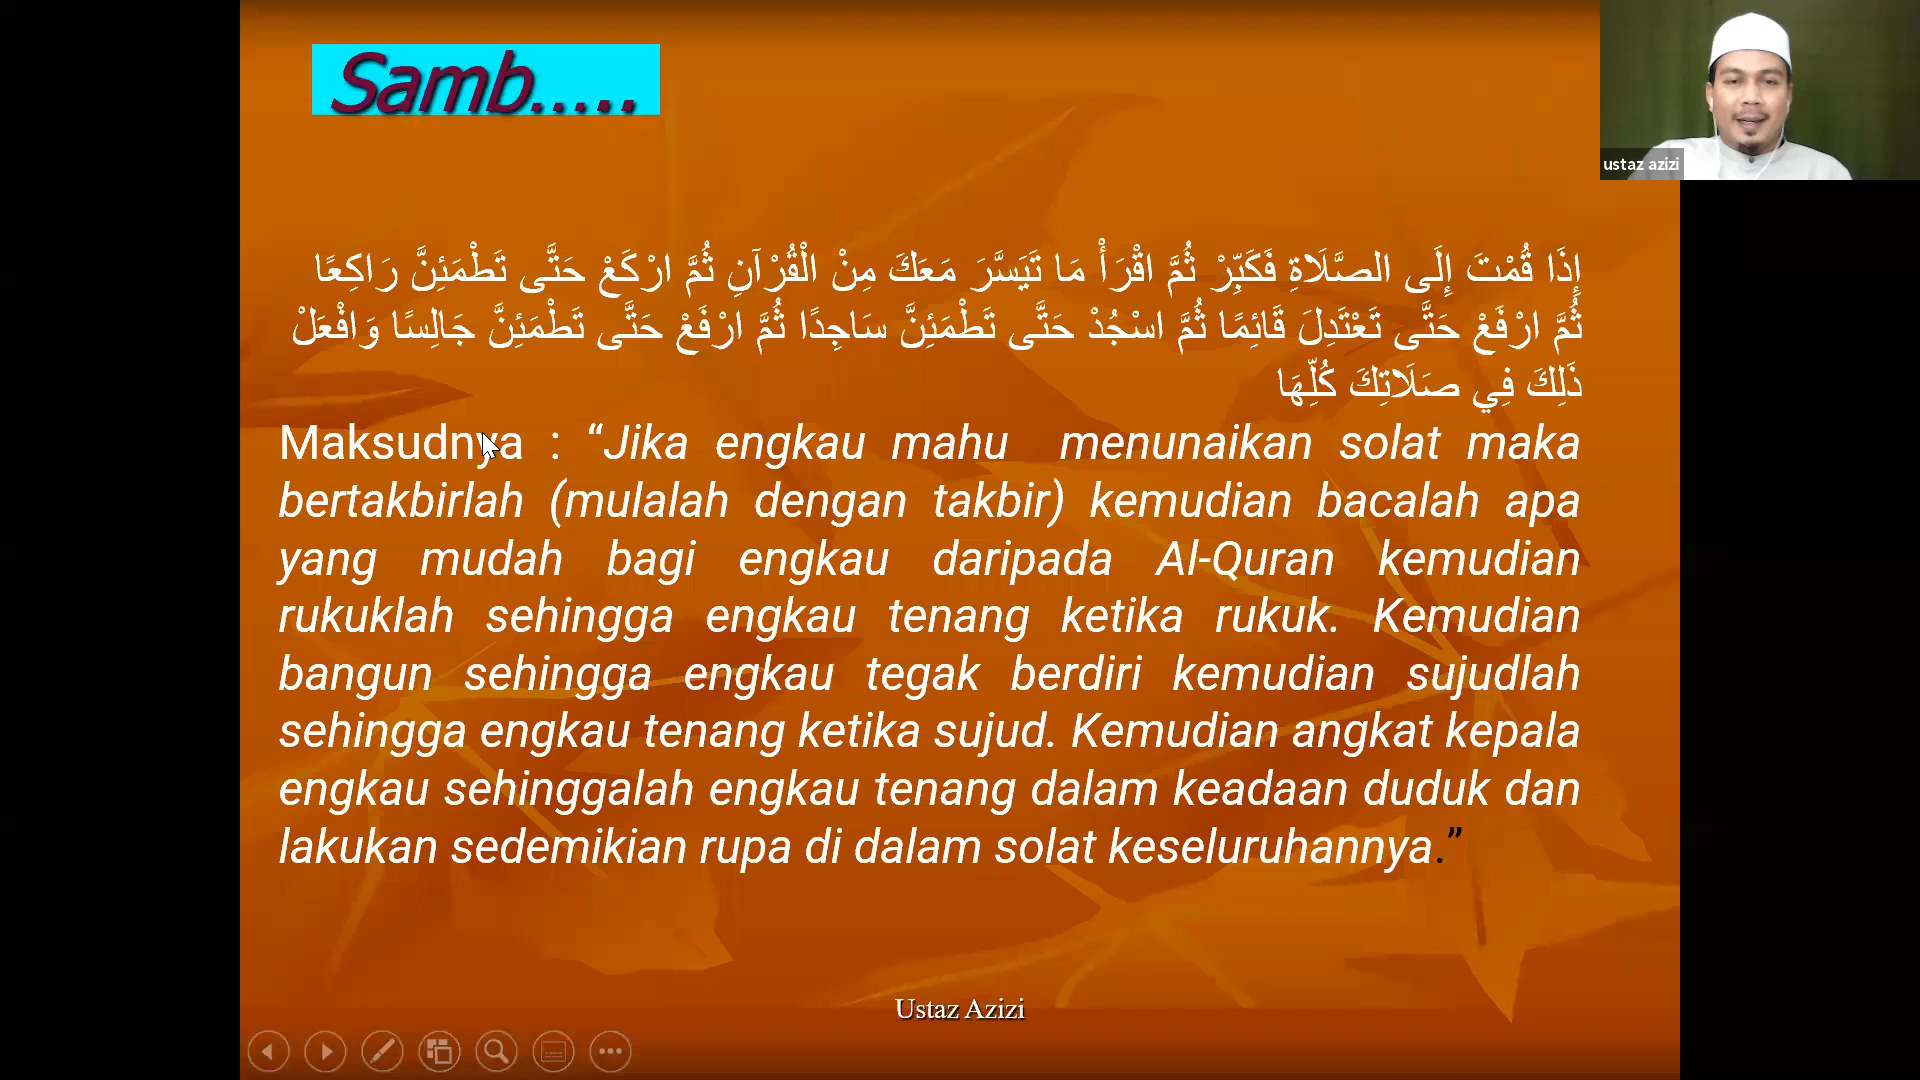 Samb.....
ustaz azizi
إِذَا قُمْتَ إِلَى الصَّلَاةِ فَكَبِّرْ ثُمَّ اقْرَأْ مَا تَيَسَّرَ مَعَكَ مِنْ الْقُرْآنِ ثُمَّ ارْكَعْ حَتَّى تَطْمَئِنَّ رَاكِعًا
ثُمَّ ارْفَعْ حَتَّى تَعْتَدِلَ قَائِمًا ثُمَّ اسْجُدْ حَتَّى تَطْمَئِنَّ سَاجِدًا ثُمَّ ارْفَعْ حَتَّى تَطْمَئِنَّ جَالِسًا وَافْعَلْ
ذَلِكَ فِي صَلَاتِكَ كُلِّهَا
Maksudnya : “Jika engkau mahu menunaikan solat maka
bertakbirlah (mulalah dengan takbir) kemudian bacalah apa
yang mudah bagi engkau daripada Al-Quran kemudian
rukuklah sehingga engkau tenang ketika rukuk. Kemudian
bangun sehingga engkau tegak berdiri kemudian sujudlah
sehingga engkau tenang ketika sujud. Kemudian angkat kepala
engkau sehinggalah engkau tenang dalam keadaan duduk dan
lakukan sedemikian rupa di dalam solat keseluruhannya.”
Ustaz Azizi